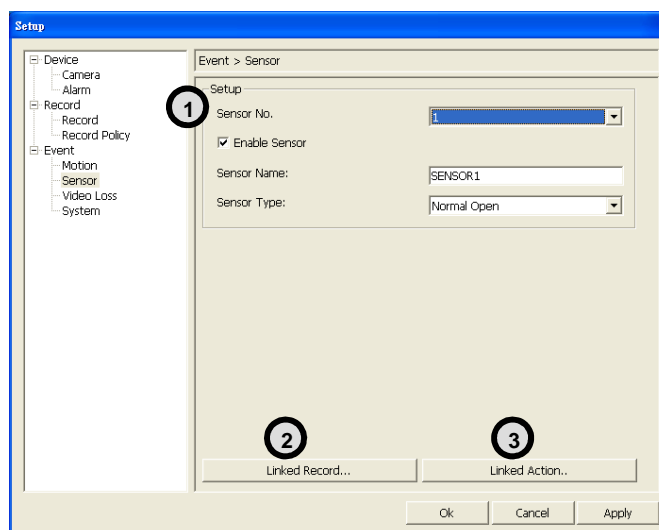 Setup
Device
Camera
Alarm
Record
Record
Record Policy
Event
Motion
Sensor
Video Loss
System
Event > Sensor
Setup
1
Sensor No.
1
Enable Sensor
Sensor Name:
SENSOR1
Sensor Type:
Normal Open
2
3
Linked Record...
Linked Action..
Ok
Cancel
Apply